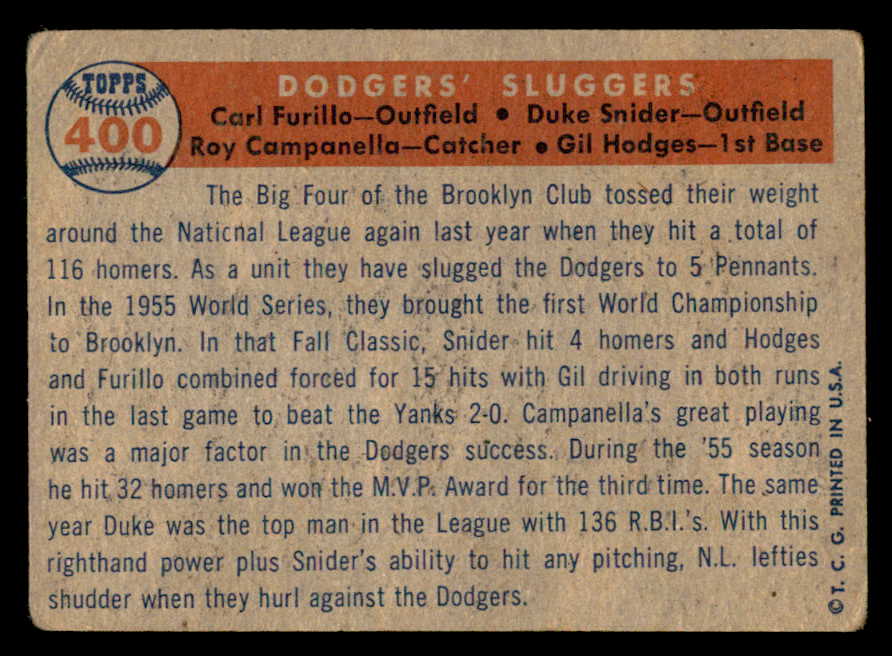 TOPPS
400
DODGERS' SLUGGERS
Carl Furillo—Outfield • Duke Snider—Outfield
Roy Campanella—Catcher • Gil Hodges—1st Base
The Big Four of the Brooklyn Club tossed their weight
around the National League again last year when they hit a total of
116 homers. As a unit they have slugged the Dodgers to 5 Pennants.
In the 1955 World Series, they brought the first World Championship
to Brooklyn. In that Fall Classic, Snider hit 4 homers and Hodges
and Furillo combined forced for 15 hits with Gil driving in both runs
in the last game to beat the Yanks 2-0. Campanella's great playing
was a major factor in the Dodgers success. During the '55 season
he hit 32 homers and won the M.V.P. Award for the third time. The same
year Duke was the top man in the League with 136 R.B.I.'s. With this
righthand power plus Snider's ability to hit any pitching, N.L. lefties
shudder when they hurl against the Dodgers.
© T. C. G. PRINTED IN U.S.A.